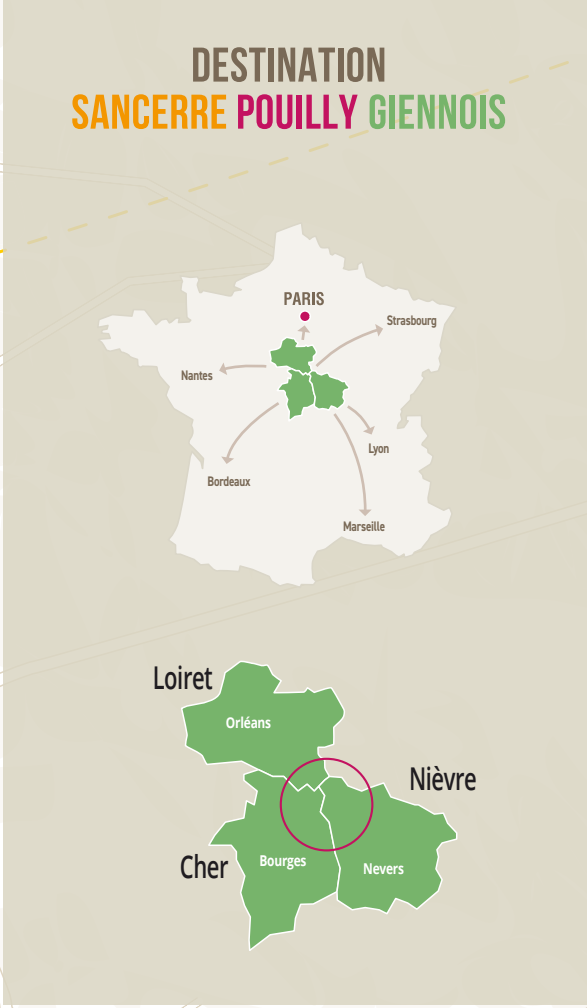 DESTINATION
SANCERRE POUILLY GIENNOIS
PARIS
Strasbourg
Nantes
Lyon
Bordeaux
Marseille
Loiret
Orléans
Nièvre
Cher
Bourges
Nevers